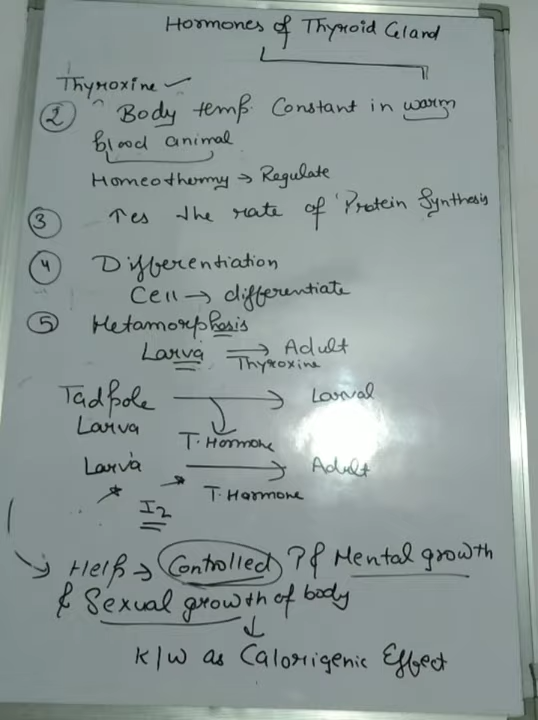 Hormones of Thyroid Gland
Thyroxine
② Body temp. Constant in warm
blood animal
Homeothermy → Regulate
③ ↑es the rate of Protein Synthesis
④ Differentiation
Cell → differentiate
⑤ Metamorphosis
Larva → Adult
Thyroxine
Tadpole → Larval
Larva
T. Hormone
Larva → Adult
T. Hormone
I2
Help → Controlled P & Mental growth
& Sexual growth of body
↓
K/W as Calorigenic Effect